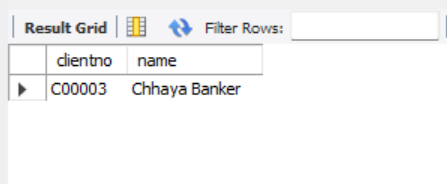 Result Grid Filter Rows:
clientno name
C00003 Chhaya Banker